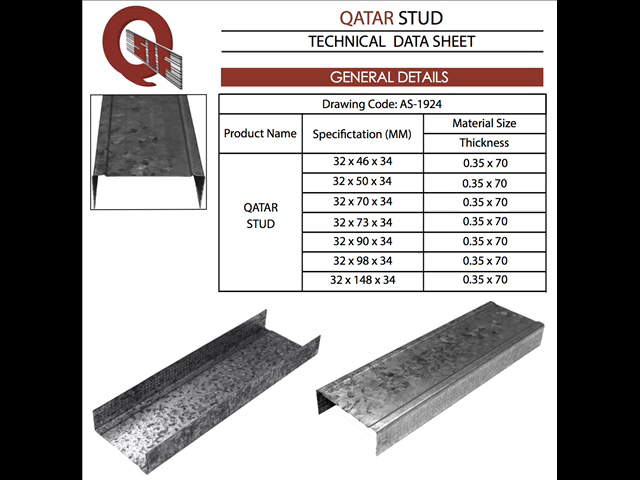 QATAR STUD
TECHNICAL DATA SHEET
GENERAL DETAILS
Drawing Code: AS-1924
Product Name
Specifictation (MM)
Material Size
Thickness
QATAR
STUD
32 x 46 x 34 0.35 x 70
32 x 50 x 34 0.35 x 70
32 x 70 x 34 0.35 x 70
32 x 73 x 34 0.35 x 70
32 x 90 x 34 0.35 x 70
32 x 98 x 34 0.35 x 70
32 x 148 x 34 0.35 x 70